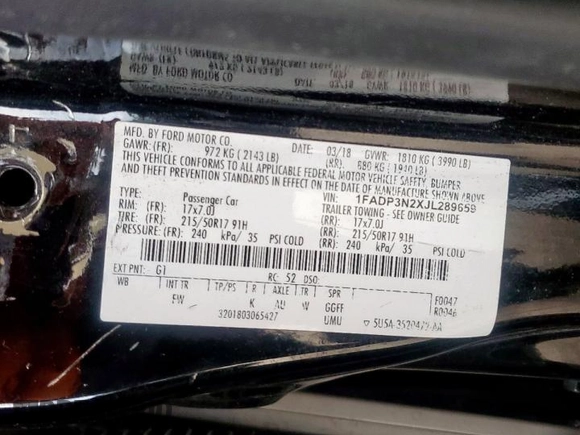 MFD. BY FORD MOTOR CO.
DATE: 03/18 GVWR: 1810 KG ( 3990 LB)
GAWR: (FR): 972 KG ( 2143 LB) (RR): 880 KG ( 1940 LB)
THIS VEHICLE CONFORMS TO ALL APPLICABLE FEDERAL MOTOR VEHICLE SAFETY, BUMPER
AND THEFT PREVENTION STANDARDS IN EFFECT ON THE DATE OF MANUFACTURE SHOWN ABOVE
VIN: 1FADP3N2XJL289659
TYPE: Passenger Car TRAILER TOWING - SEE OWNER GUIDE
RIM: (FR) 17x7.0J (RR) 17x7.0J
TIRE: (FR) 215/50R17 91H (RR) 215/50R17 91H
PRESSURE: (FR) 240 kPa/ 35 PSI COLD (RR) 240 kPa/ 35 PSI COLD
EXT PNT: G1 RC: 52 DSO:
WB INT TR TP/PS R AXLE TR SPR F0047
FW K AU W GGFF R0046
3201803065427 UMU